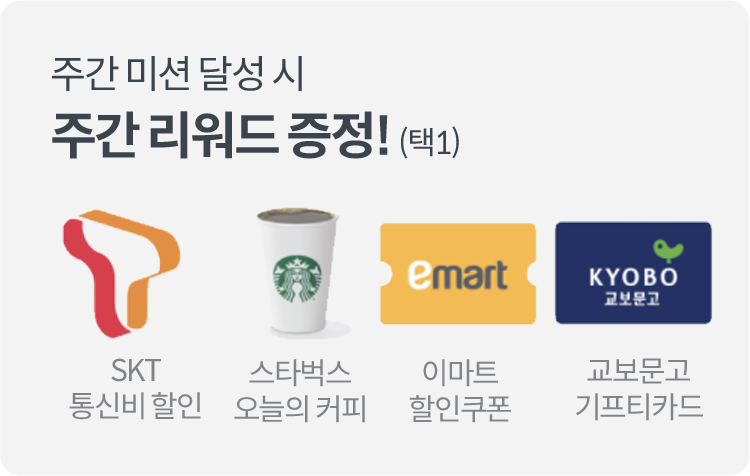 주간 미션 달성 시
주간 리워드 증정! (택1)
emart
KYOBO
교보문고
SKT
통신비 할인
스타벅스
오늘의 커피
이마트
할인쿠폰
교보문고
기프티카드